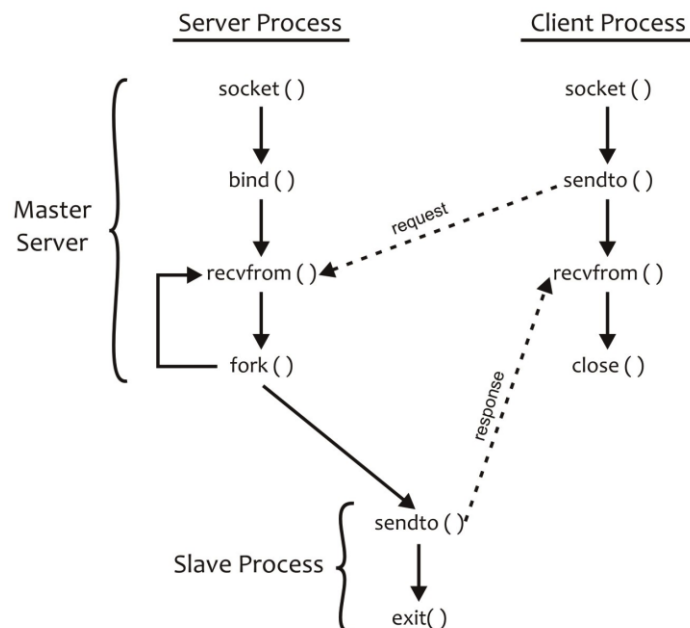 Server Process
Client Process
socket ( )
socket ( )
bind ( )
sendto ( )
Master
Server
request
recvfrom ( )
recvfrom ( )
fork ( )
close ( )
response
sendto ( )
Slave Process
exit( )